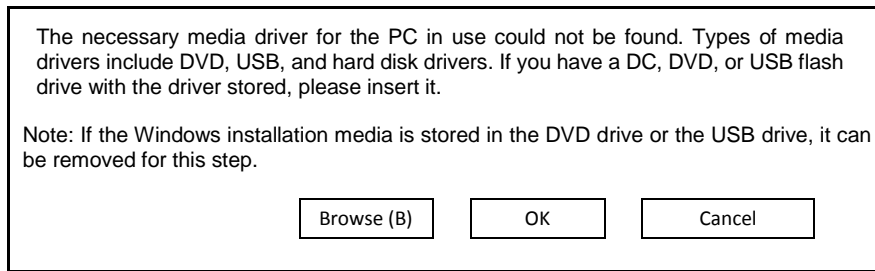 The necessary media driver for the PC in use could not be found. Types of media
drivers include DVD, USB, and hard disk drivers. If you have a DC, DVD, or USB flash
drive with the driver stored, please insert it.
Note: If the Windows installation media is stored in the DVD drive or the USB drive, it can
be removed for this step.
Browse (B) OK Cancel